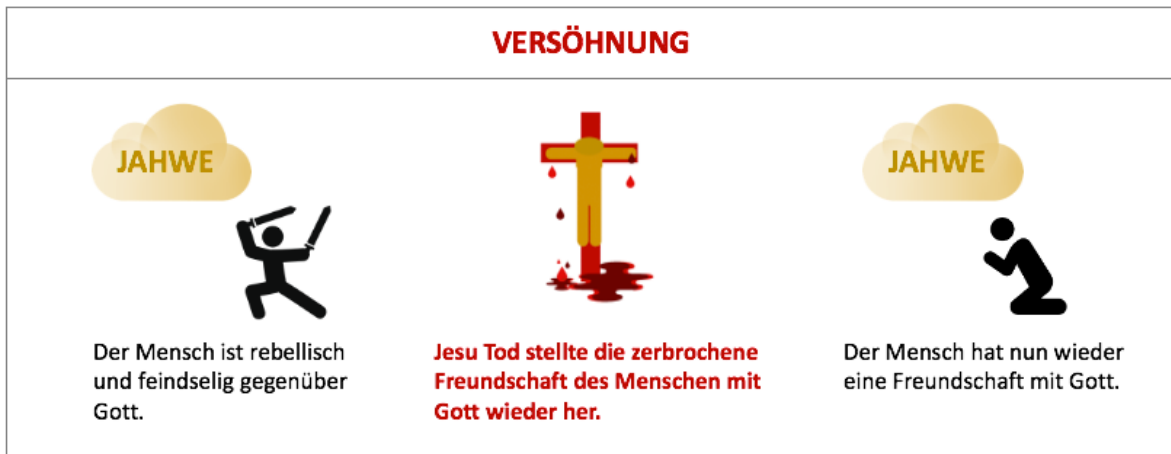 VERSÖHNUNG
JAHWE
Der Mensch ist rebellisch
und feindselig gegenüber
Gott.
Jesu Tod stellte die zerbrochene
Freundschaft des Menschen mit
Gott wieder her.
JAHWE
Der Mensch hat nun wieder
eine Freundschaft mit Gott.